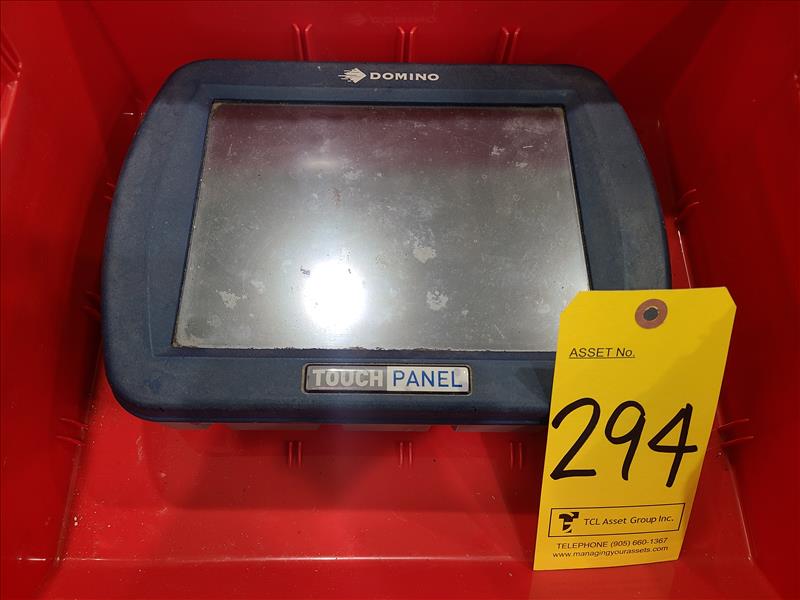 DOMINO
TOUCH PANEL
ASSET No.
294
TCL Asset Group Inc.
TELEPHONE (905) 660-1367
www.managingyourassets.com